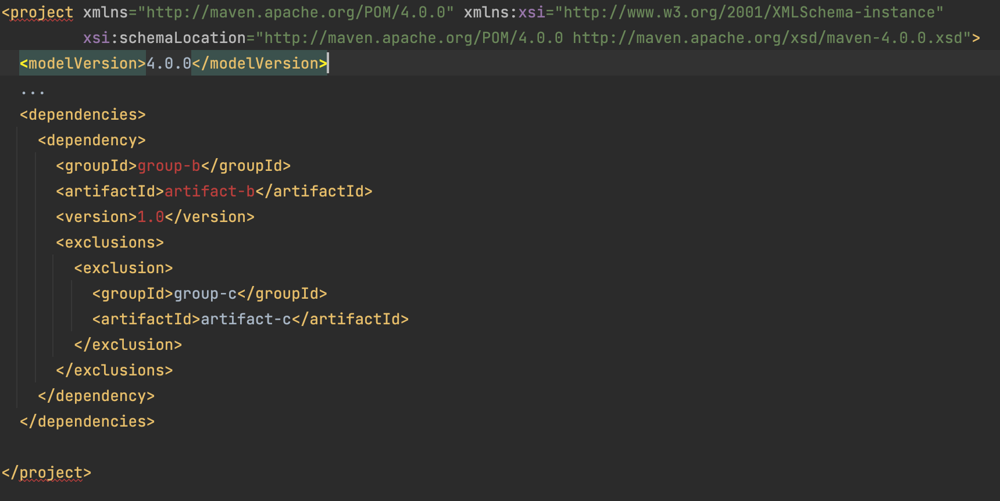 <project xmlns="http://maven.apache.org/POM/4.0.0" xmlns:xsi="http://www.w3.org/2001/XMLSchema-instance"
xsi:schemaLocation="http://maven.apache.org/POM/4.0.0 http://maven.apache.org/xsd/maven-4.0.0.xsd">
<modelVersion>4.0.0</modelVersion>
...
<dependencies>
<dependency>
<groupId>group-b</groupId>
<artifactId>artifact-b</artifactId>
<version>1.0</version>
<exclusions>
<exclusion>
<groupId>group-c</groupId>
<artifactId>artifact-c</artifactId>
</exclusion>
</exclusions>
</dependency>
</dependencies>
</project>